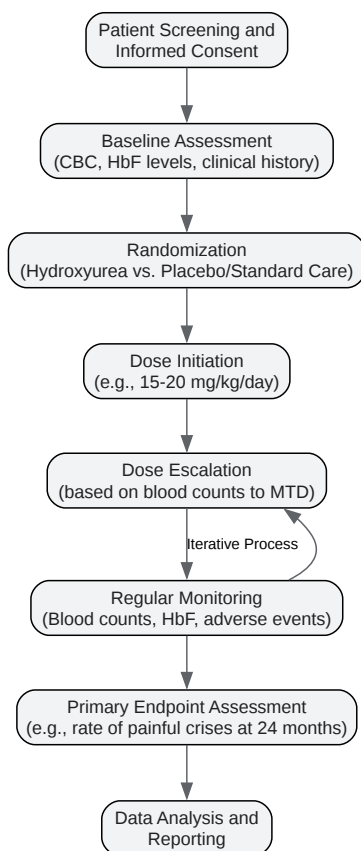 Patient Screening and
Informed Consent
Baseline Assessment
(CBC, HbF levels, clinical history)
Randomization
(Hydroxyurea vs. Placebo/Standard Care)
Dose Initiation
(e.g., 15-20 mg/kg/day)
Dose Escalation
(based on blood counts to MTD)
Iterative Process
Regular Monitoring
(Blood counts, HbF, adverse events)
Primary Endpoint Assessment
(e.g., rate of painful crises at 24 months)
Data Analysis and
Reporting